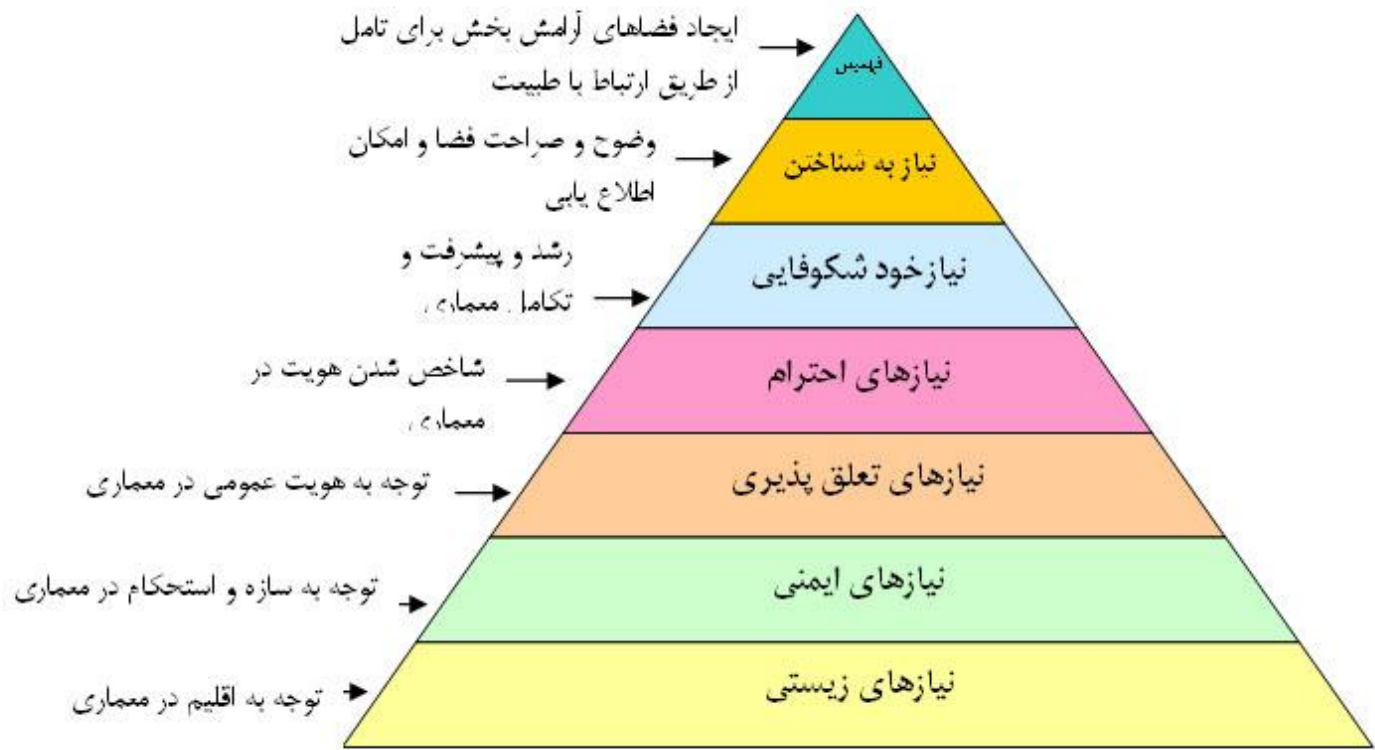 ایجاد فضاهای آرامش بخش برای تامل
از طریق ارتباط با طبیعت
فهمیدن
وضوح و صراحت فضا و امکان
اطلاع یابی
نیاز به شناختن
رشد و پیشرفت و
تکامل معماری
نیازخود شکوفایی
شاخص شدن هویت در
معماری
نیازهای احترام
توجه به هویت عمومی در معماری
نیازهای تعلق پذیری
توجه به سازه و استحکام در معماری
نیازهای ایمنی
توجه به اقلیم در معماری
نیازهای زیستی